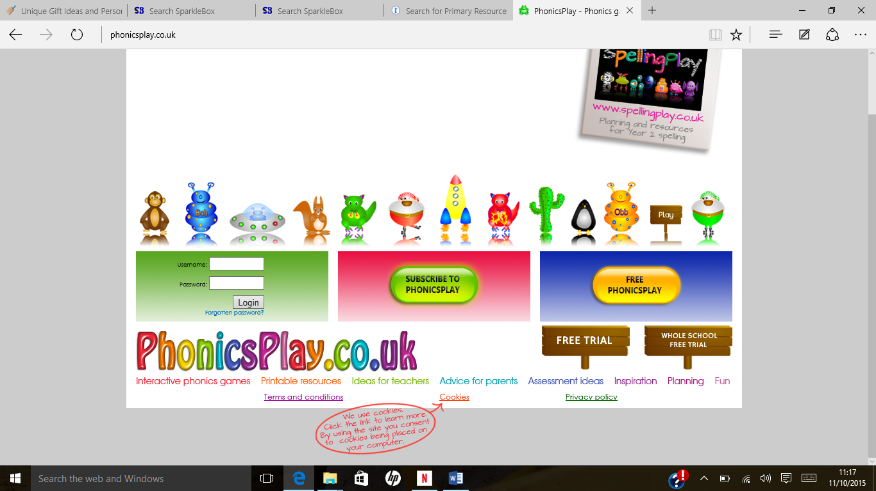 Unique Gift Ideas and Person
SB Search SparkleBox
SB Search SparkleBox
Search for Primary Resource
PhonicsPlay - Phonics g
phonicsplay.co.uk
SpellingPlay
www.spellingplay.co.uk
Planning and resources
for Year 2 spelling
Bob
Obb
Play
Username:
Password:
Login
Forgotten password?
SUBSCRIBE TO
PHONICSPLAY
FREE
PHONICSPLAY
PhonicsPlay.co.uk
FREE TRIAL
WHOLE SCHOOL
FREE TRIAL
Interactive phonics games Printable resources Ideas for teachers Advice for parents Assessment ideas Inspiration Planning Fun
Terms and conditions Cookies Privacy policy
We use cookies.
Click the link to learn more.
By using the site you consent
to cookies being placed on
your computer.
Search the web and Windows
hp
N
11:17
11/10/2015